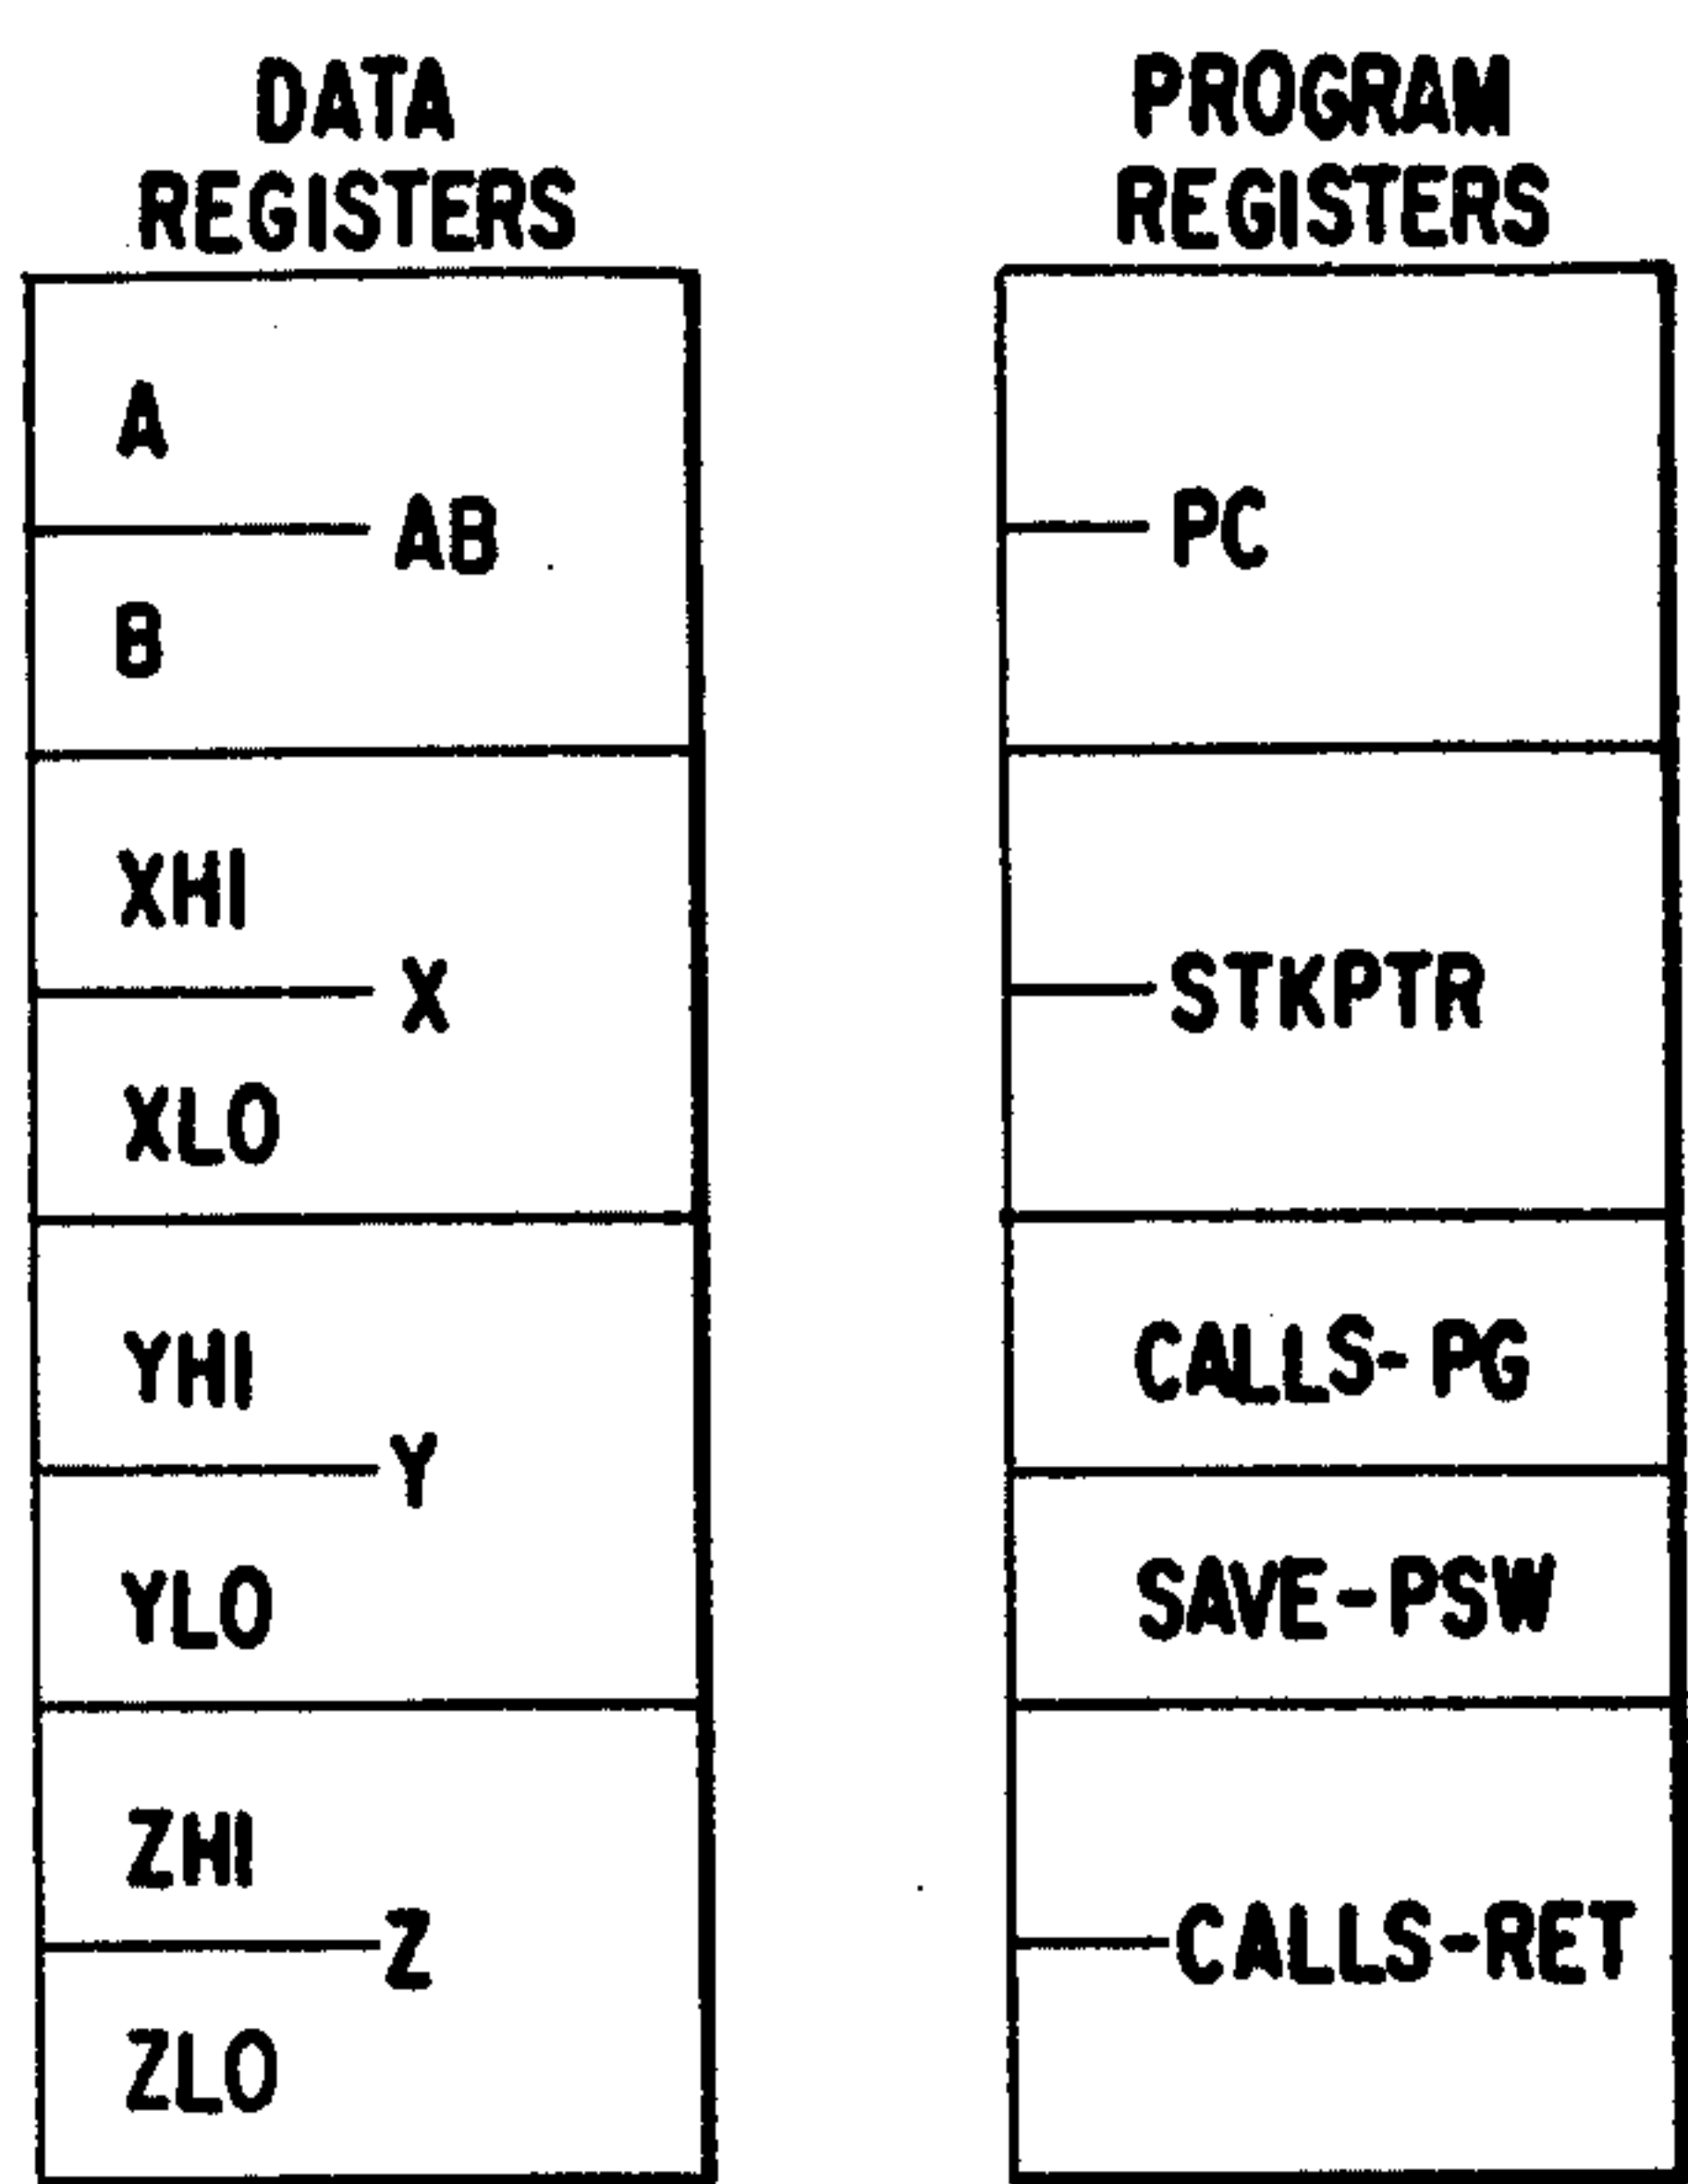 DATA
REGISTERS
A
AB
B
XHI
X
XLO
YHI
Y
YLO
ZHI
Z
ZLO
PROGRAM
REGISTERS
PC
STKPTR
CALLS-PG
SAVE-PSW
CALLS-RET